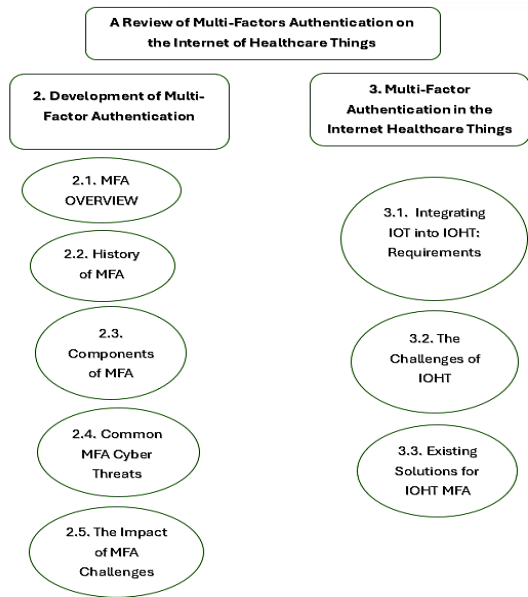 A Review of Multi-Factors Authentication on
the Internet of Healthcare Things
2. Development of Multi-
Factor Authentication
2.1. MFA
OVERVIEW
2.2. History
of MFA
2.3.
Components
of MFA
2.4. Common
MFA Cyber
Threats
2.5. The Impact
of MFA
Challenges
3. Multi-Factor
Authentication in the
Internet Healthcare Things
3.1. Integrating
IOT into IOHT:
Requirements
3.2. The
Challenges of
IOHT
3.3. Existing
Solutions for
IOHT MFA